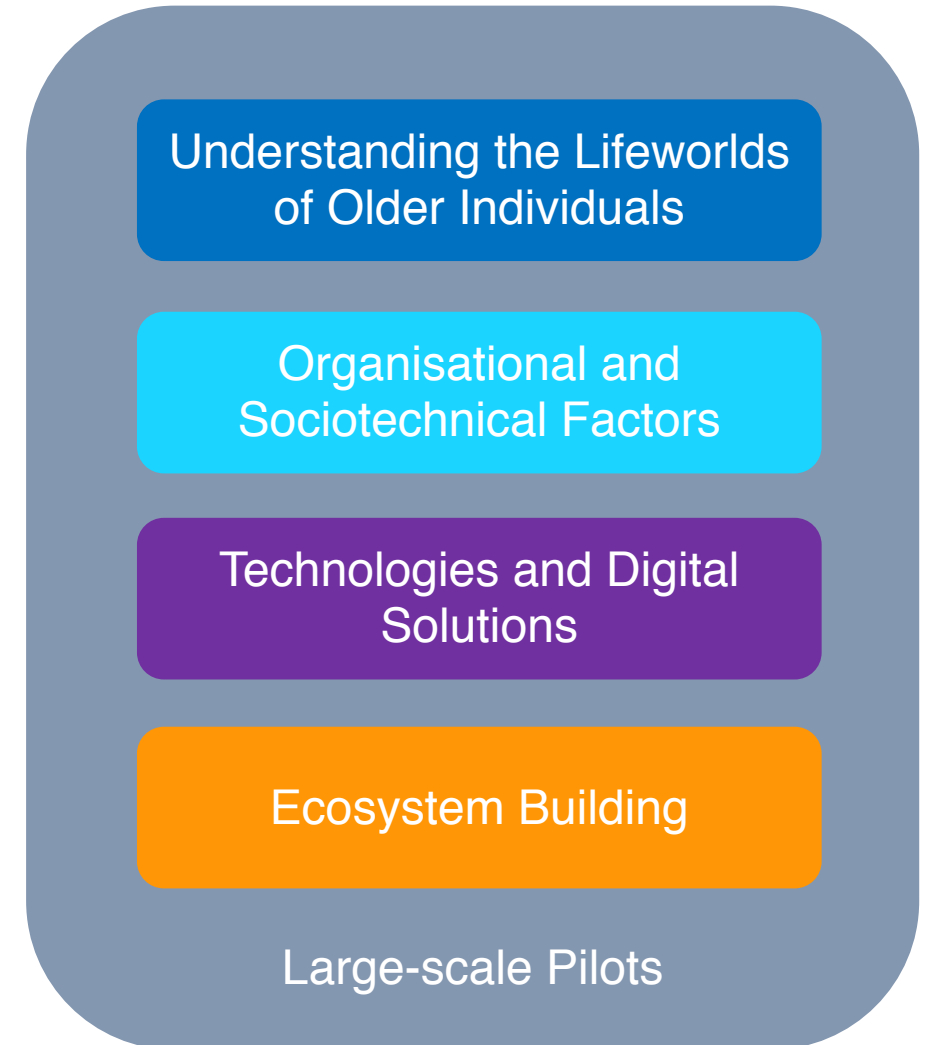 Understanding the Lifeworlds
of Older Individuals
Organisational and
Sociotechnical Factors
Technologies and Digital
Solutions
Ecosystem Building
Large-scale Pilots